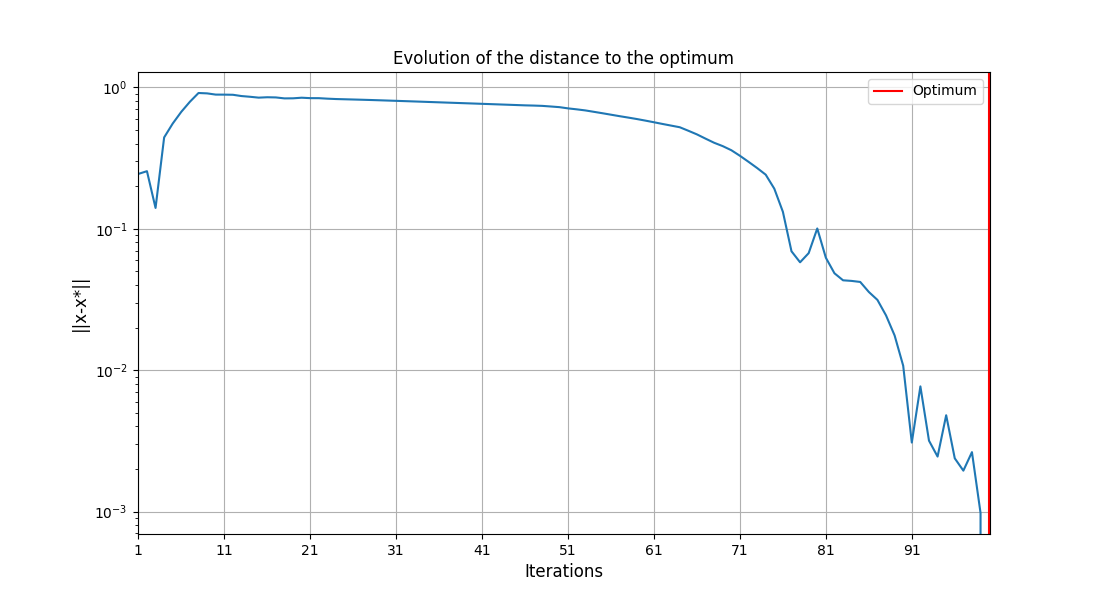 Evolution of the distance to the optimum
Optimum
||x-x*||
10⁰
10⁻¹
10⁻²
10⁻³
1 11 21 31 41 51 61 71 81 91
Iterations